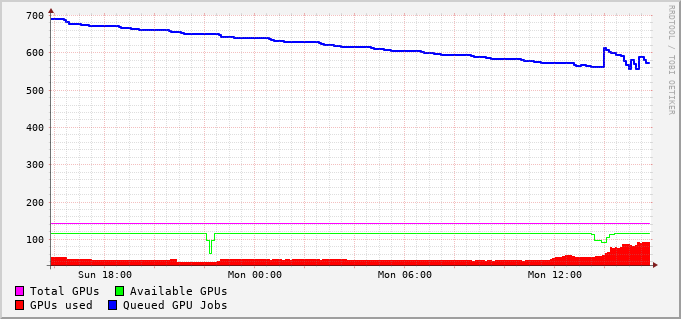 700
600
500
400
300
200
100
Sun 18:00 Mon 00:00 Mon 06:00 Mon 12:00
Total GPUs Available GPUs
GPUs used Queued GPU Jobs
RRDTOOL / TOBI OETIKER